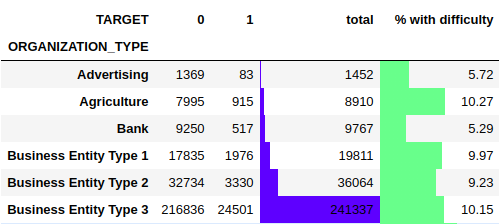 TARGET 0 1 total % with difficulty
ORGANIZATION_TYPE
Advertising 1369 83 1452 5.72
Agriculture 7995 915 8910 10.27
Bank 9250 517 9767 5.29
Business Entity Type 1 17835 1976 19811 9.97
Business Entity Type 2 32734 3330 36064 9.23
Business Entity Type 3 216836 24501 241337 10.15